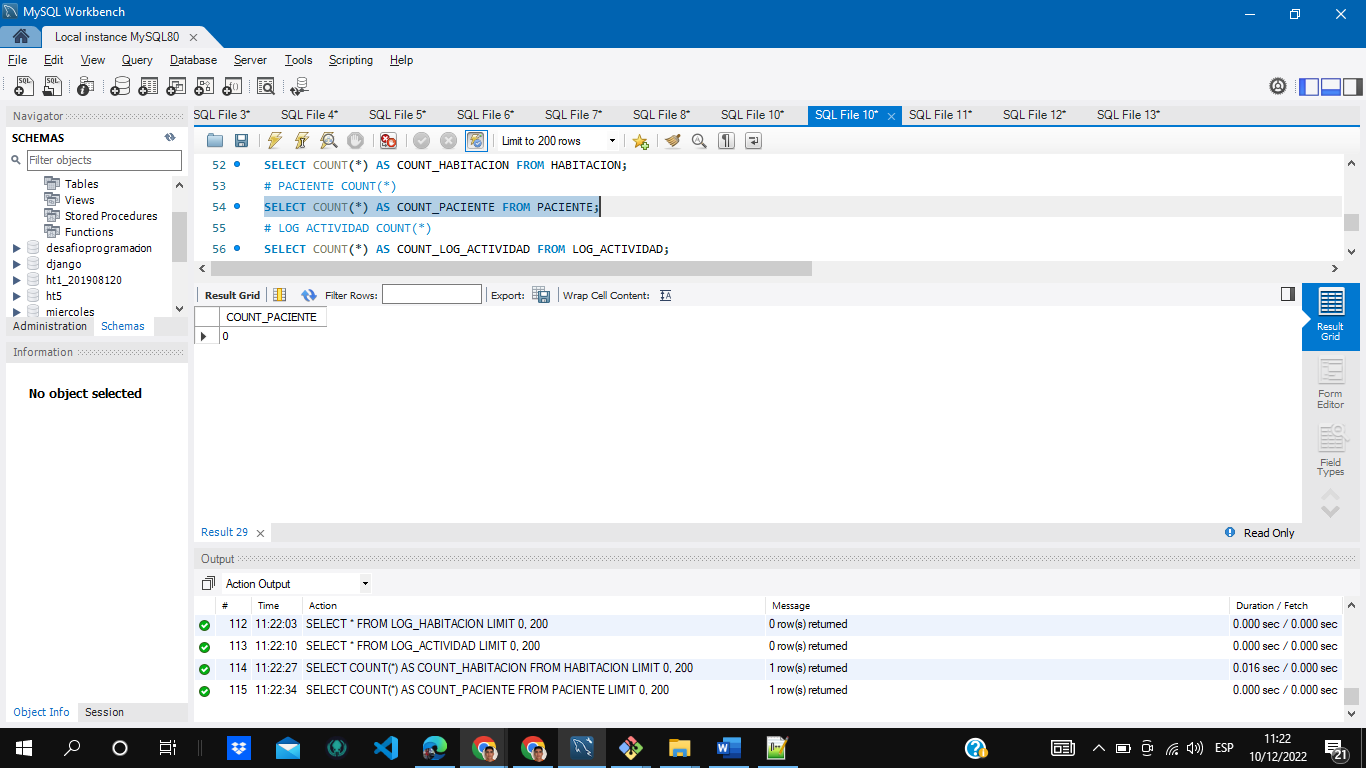 MySQL Workbench
Local instance MySQL80
File Edit View Query Database Server Tools Scripting Help
Navigator
SCHEMAS
Filter objects
Tables
Views
Stored Procedures
Functions
desafioprogramacion
django
ht1_201908120
ht5
miercoles
Administration Schemas
Information
No object selected
Object Info Session
SQL File 3* SQL File 4* SQL File 5* SQL File 6* SQL File 7* SQL File 8* SQL File 10* SQL File 10* SQL File 11* SQL File 12* SQL File 13*
Limit to 200 rows
52 SELECT COUNT(*) AS COUNT_HABITACION FROM HABITACION;
53 # PACIENTE COUNT(*)
54 SELECT COUNT(*) AS COUNT_PACIENTE FROM PACIENTE;
55 # LOG ACTIVIDAD COUNT(*)
56 SELECT COUNT(*) AS COUNT_LOG_ACTIVIDAD FROM LOG_ACTIVIDAD;
Result Grid Filter Rows: Export: Wrap Cell Content:
COUNT_PACIENTE
0
Result Grid
Form Editor
Field Types
Result 29 Read Only
Output
Action Output
# Time Action Message Duration / Fetch
112 11:22:03 SELECT * FROM LOG_HABITACION LIMIT 0, 200 0 row(s) returned 0.000 sec / 0.000 sec
113 11:22:10 SELECT * FROM LOG_ACTIVIDAD LIMIT 0, 200 0 row(s) returned 0.000 sec / 0.000 sec
114 11:22:27 SELECT COUNT(*) AS COUNT_HABITACION FROM HABITACION LIMIT 0, 200 1 row(s) returned 0.016 sec / 0.000 sec
115 11:22:34 SELECT COUNT(*) AS COUNT_PACIENTE FROM PACIENTE LIMIT 0, 200 1 row(s) returned 0.000 sec / 0.000 sec
ESP
11:22
10/12/2022
21